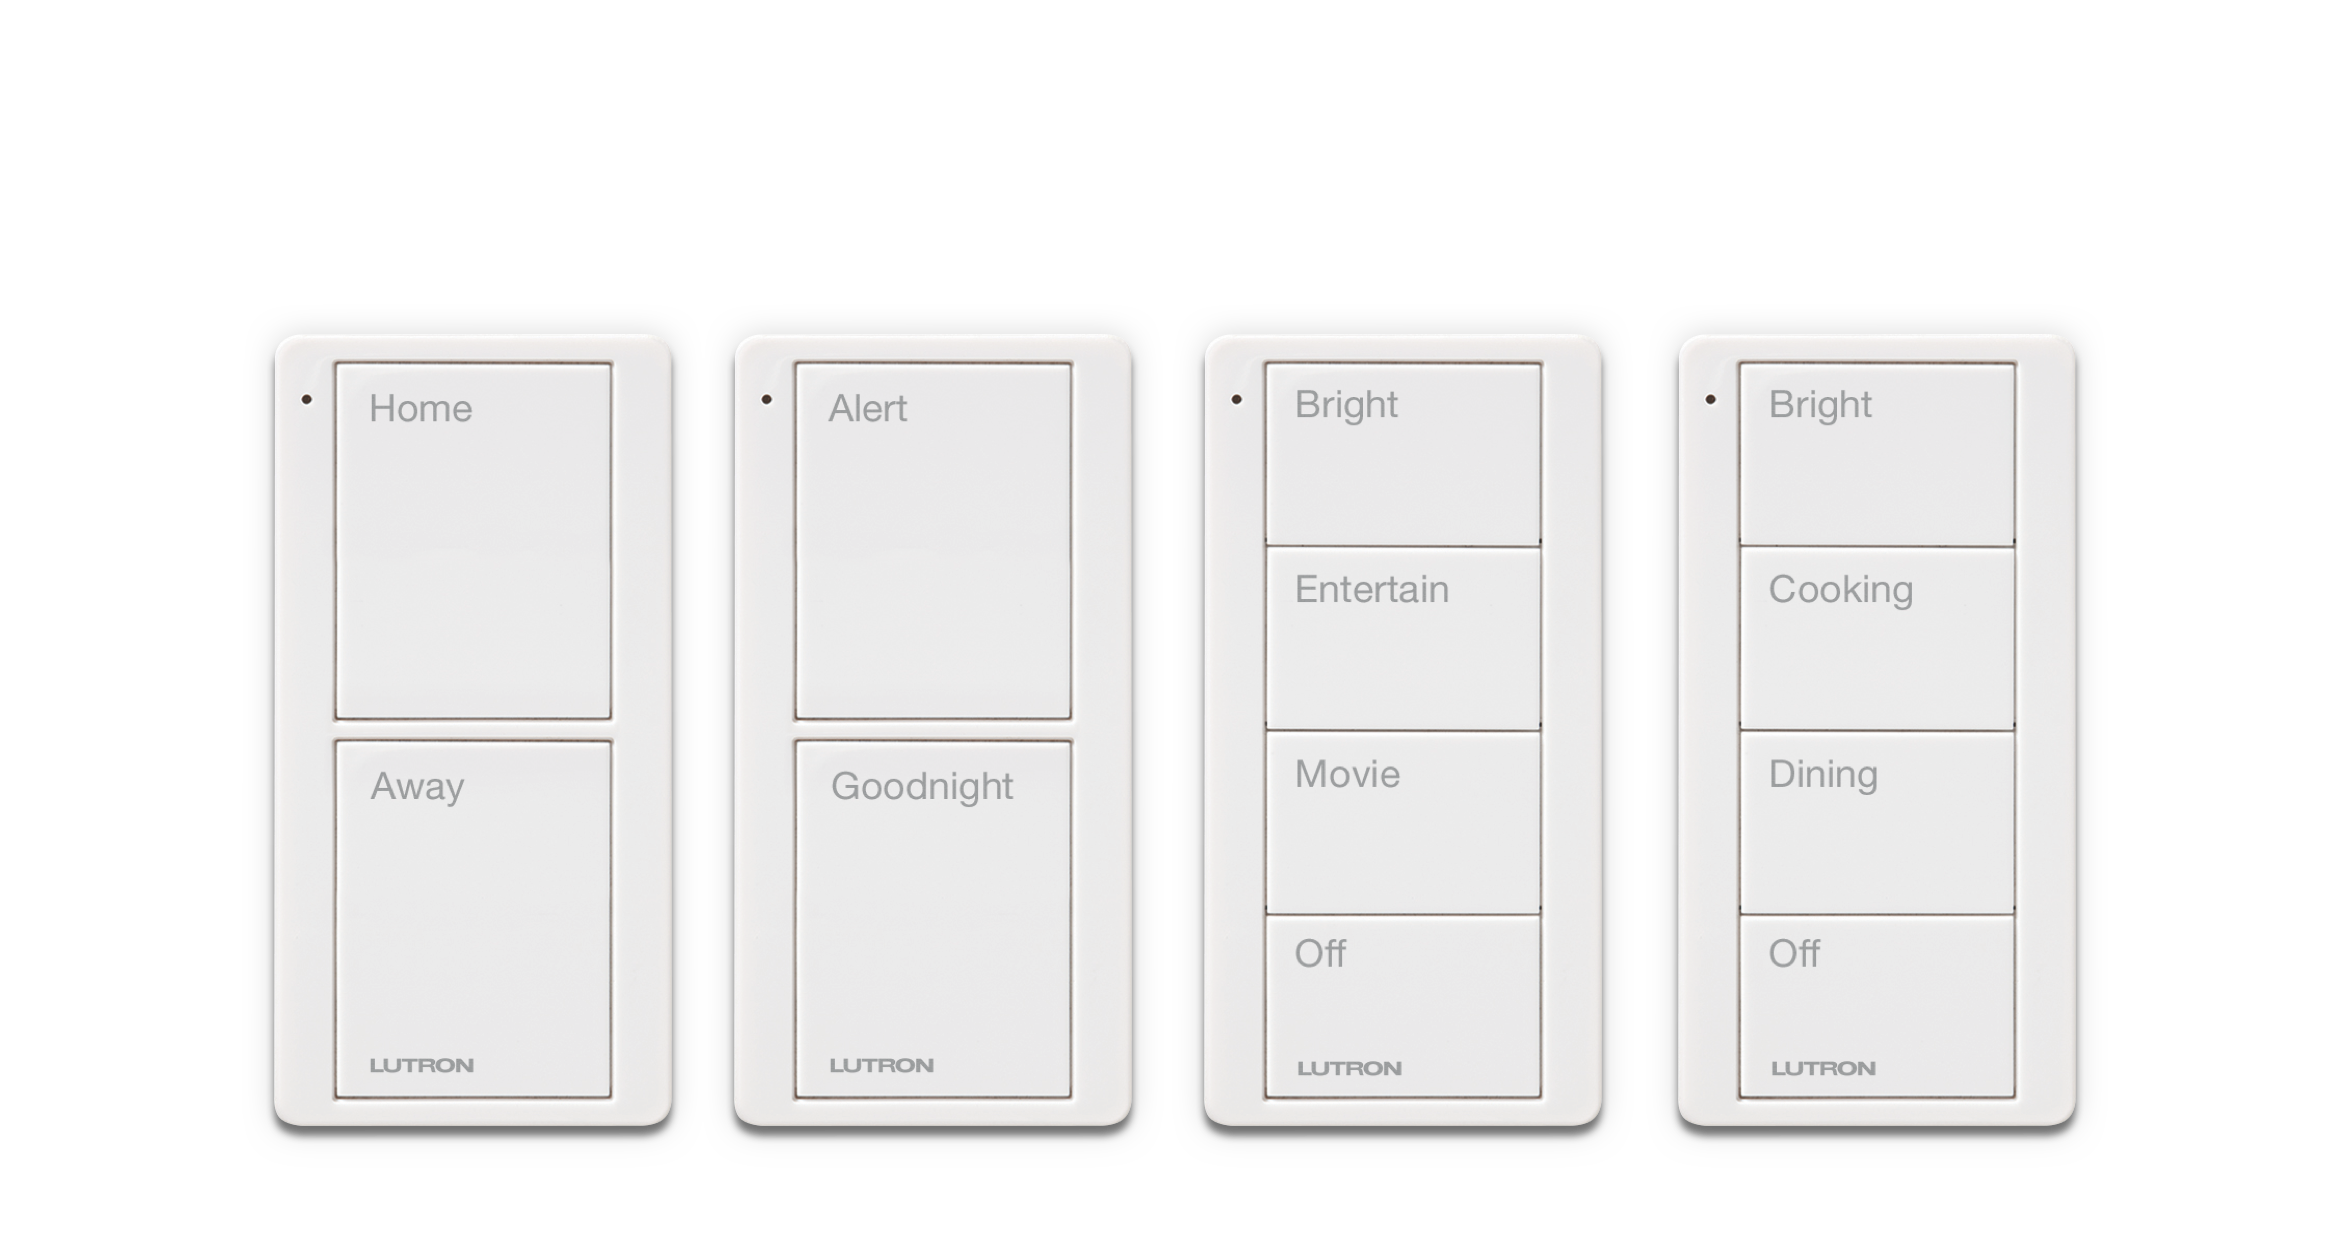 Home
Away
LUTRON
Alert
Goodnight
LUTRON
Bright
Entertain
Movie
Off
LUTRON
Bright
Cooking
Dining
Off
LUTRON